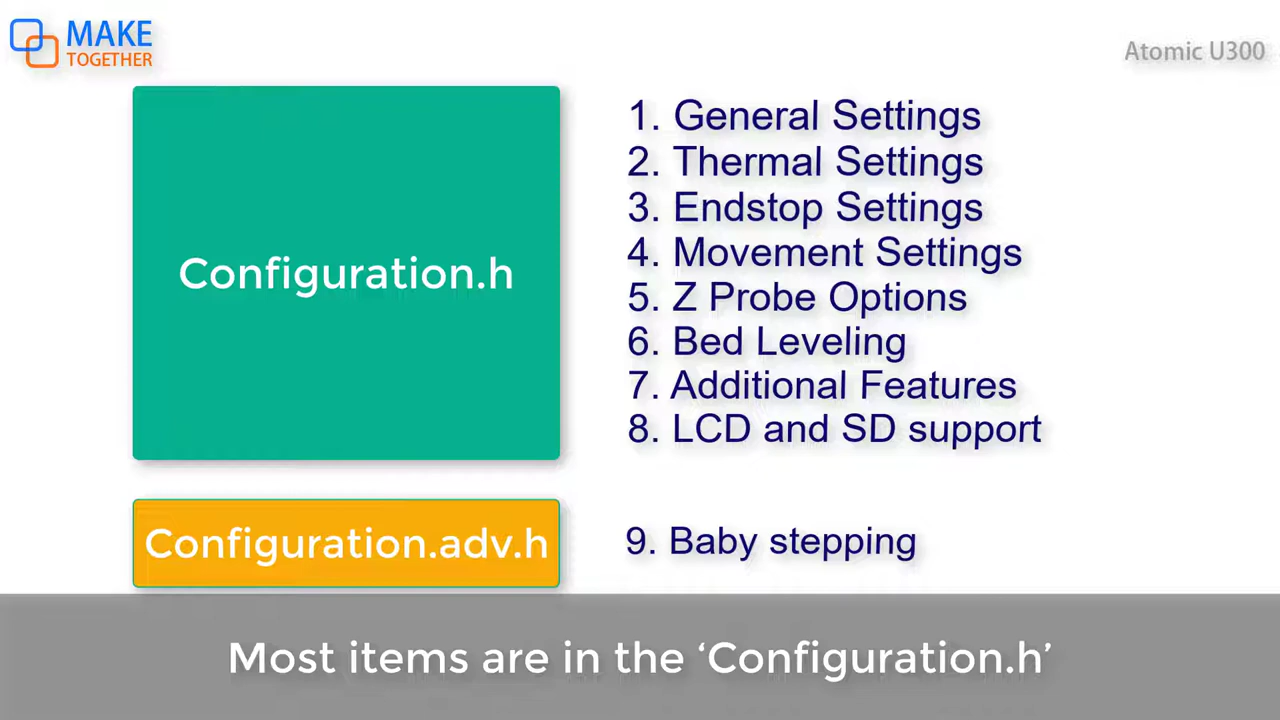 MAKE
TOGETHER
Atomic U300
Configuration.h
1. General Settings
2. Thermal Settings
3. Endstop Settings
4. Movement Settings
5. Z Probe Options
6. Bed Leveling
7. Additional Features
8. LCD and SD support
Configuration.adv.h
9. Baby stepping
Most items are in the ‘Configuration.h’